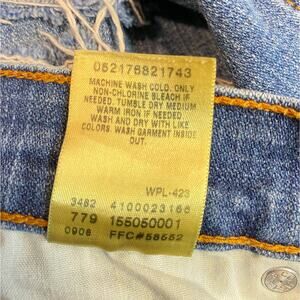 052176821743
MACHINE WASH COLD. ONLY
NON-CHLORINE BLEACH IF
NEEDED. TUMBLE DRY MEDIUM
WARM IRON IF NEEDED.
WASH AND DRY WITH LIKE
COLORS. WASH GARMENT INSIDE
OUT.
WPL-423
3482 4100023166
779 155050001
0908 FFC#58552